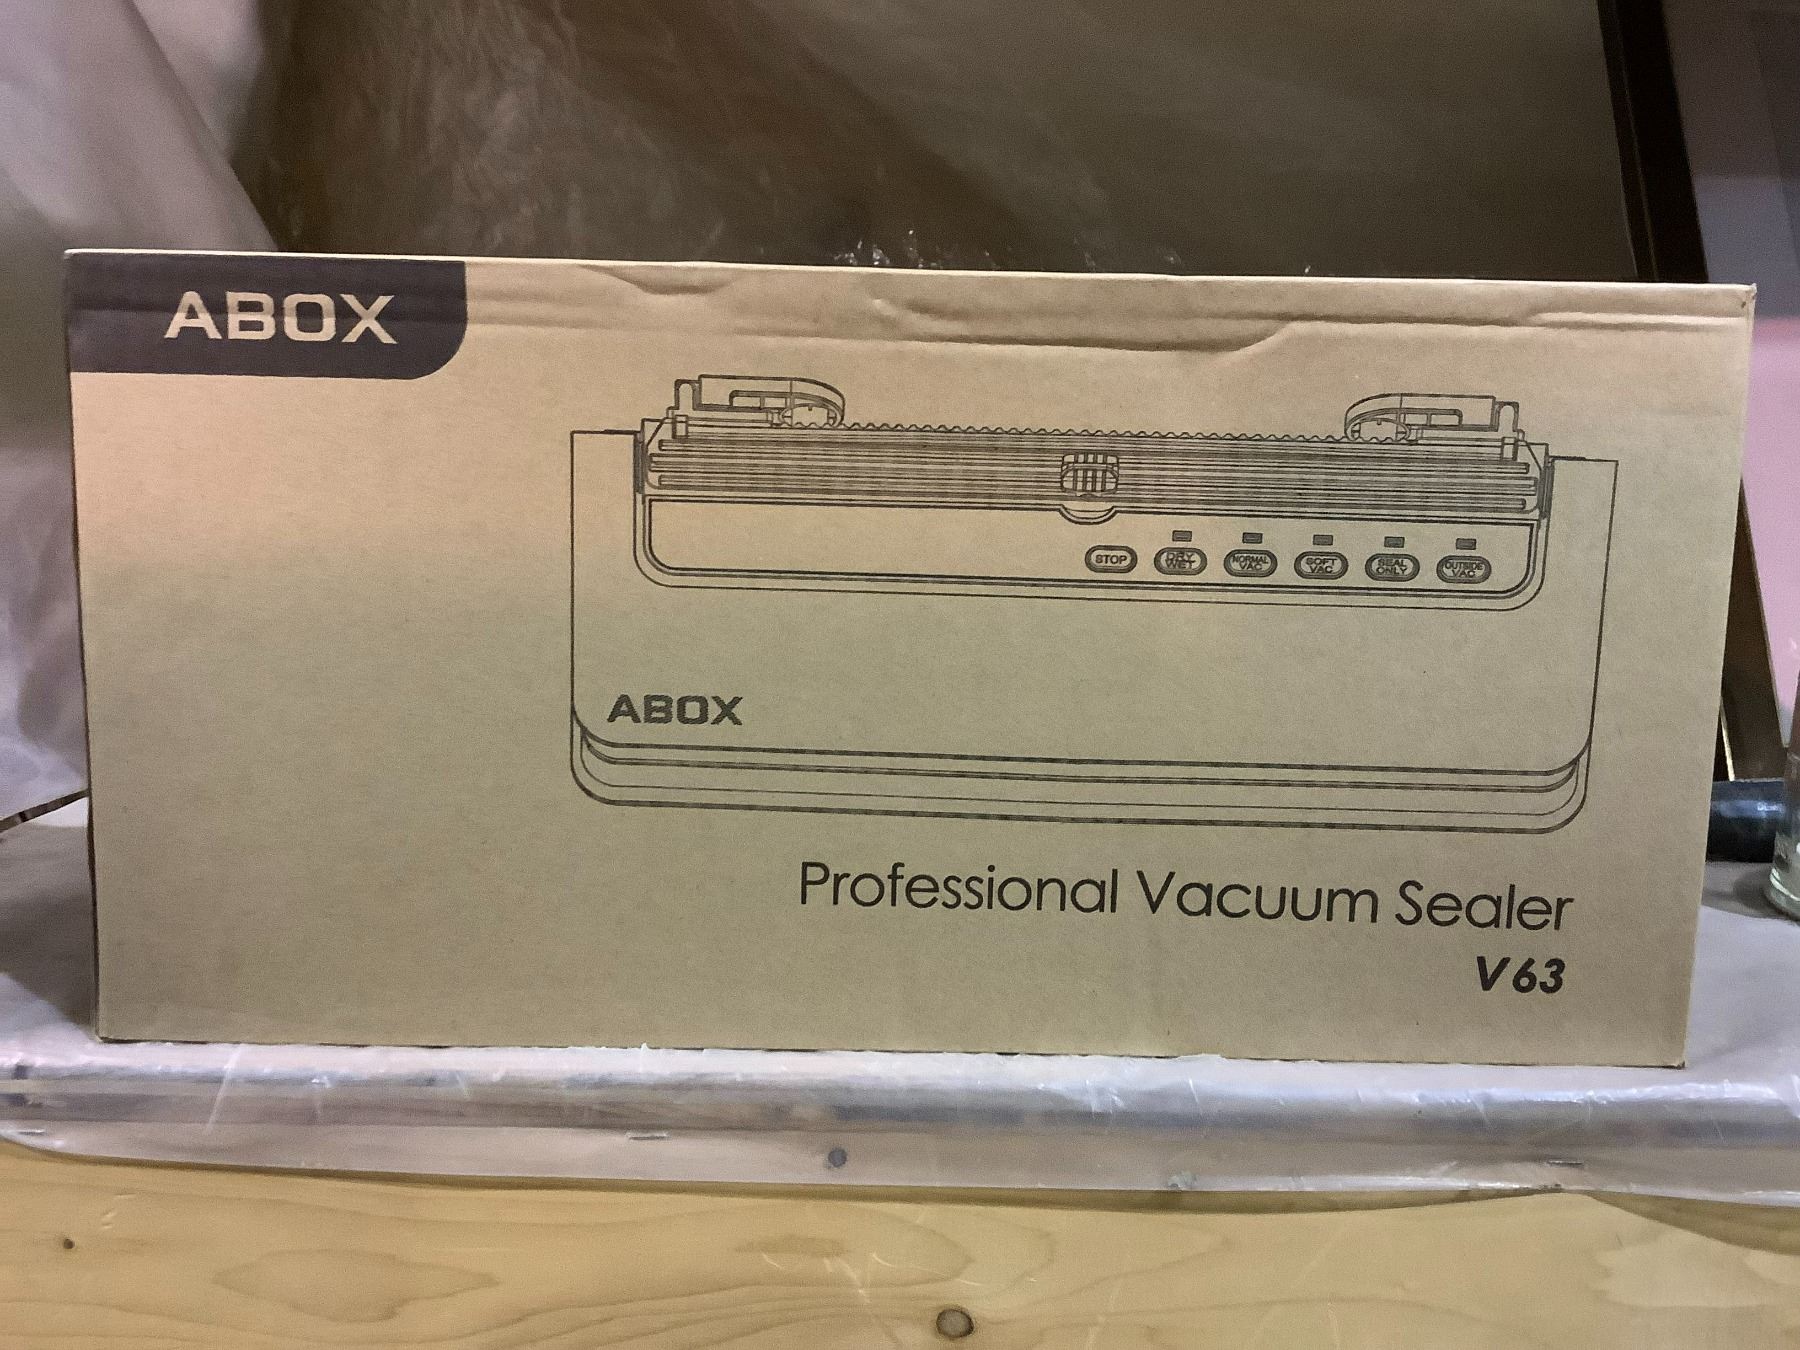 ABOX
STOP
DRY
WET
NORMAL
VAC
SOFT
VAC
SEAL
ONLY
OUTSIDE
VAC
ABOX
Professional Vacuum Sealer
V63